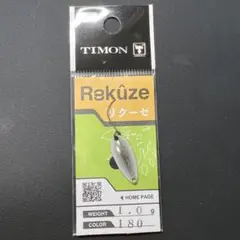 TIMON
Rekûze
リクーゼ
◀ HOME PAGE
WEIGHT 1.0g
COLOR 180